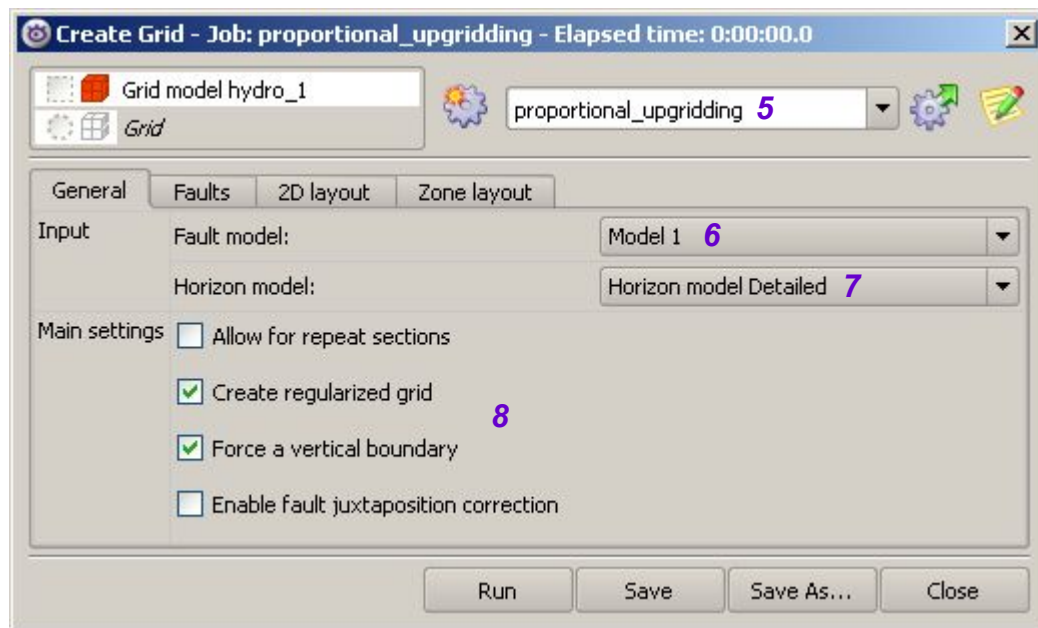 Create Grid - Job: proportional_upgridding - Elapsed time: 0:00:00.0
Grid model hydro_1
Grid
proportional_upgridding 5
General Faults 2D layout Zone layout
Input Fault model: Model 1 6
Horizon model: Horizon model Detailed 7
Main settings Allow for repeat sections
Create regularized grid
8
Force a vertical boundary
Enable fault juxtaposition correction
Run Save Save As... Close